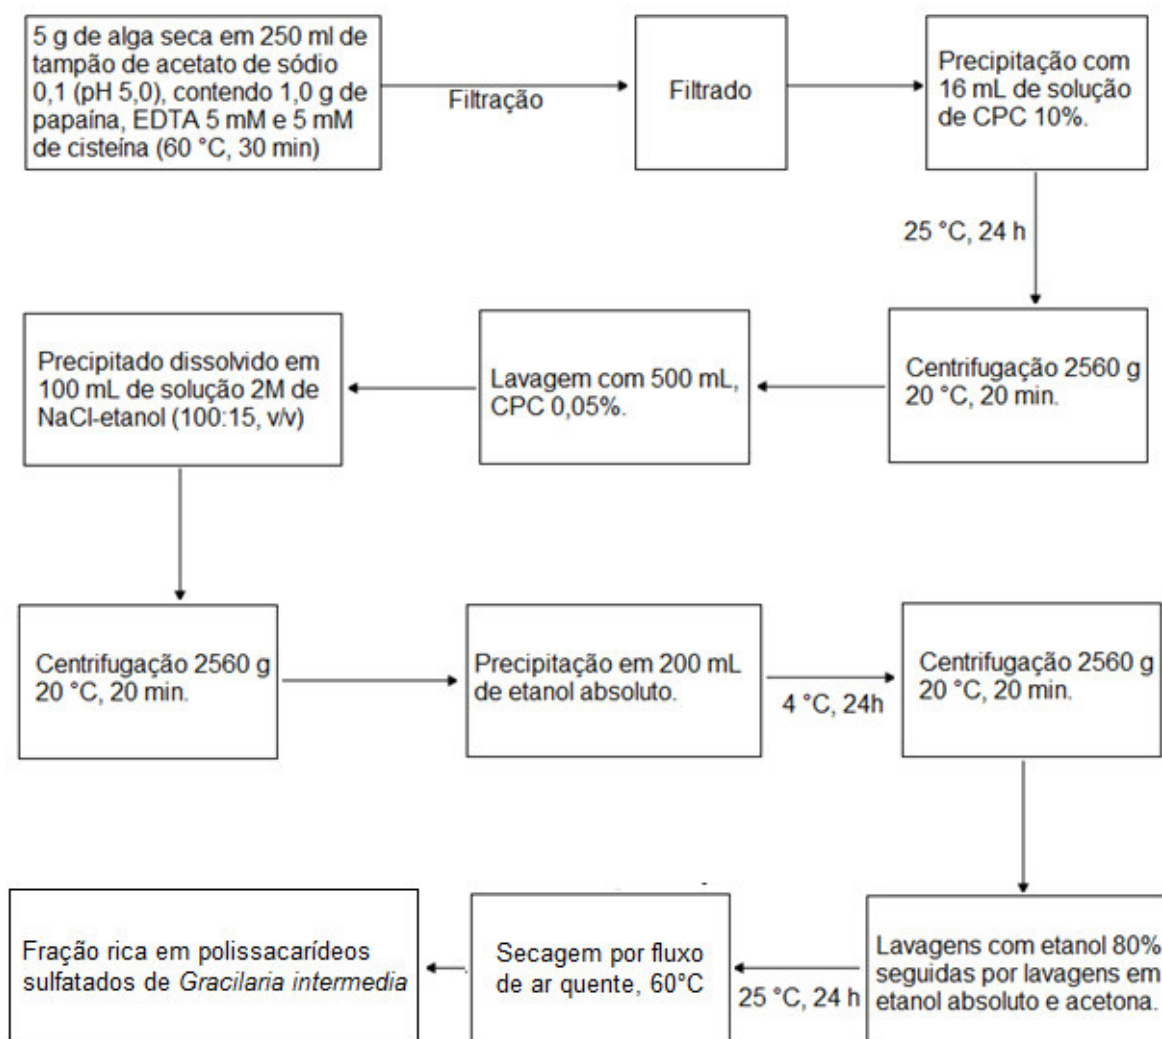 5 g de alga seca em 250 ml de
tampão de acetato de sódio
0,1 (pH 5,0), contendo 1,0 g de
papaína, EDTA 5 mM e 5 mM
de cisteína (60 °C, 30 min)
Filtração
Filtrado
Precipitação com
16 mL de solução
de CPC 10%.
25 °C, 24 h
Centrifugação 2560 g
20 °C, 20 min.
Lavagem com 500 mL,
CPC 0,05%.
Precipitado dissolvido em
100 mL de solução 2M de
NaCl-etanol (100:15, v/v)
Centrifugação 2560 g
20 °C, 20 min.
Precipitação em 200 mL
de etanol absoluto.
4 °C, 24h
Centrifugação 2560 g
20 °C, 20 min.
Lavagens com etanol 80%
seguidas por lavagens em
etanol absoluto e acetona.
25 °C, 24 h
Secagem por fluxo
de ar quente, 60°C
Fração rica em polissacarídeos
sulfatados de Gracilaria intermedia